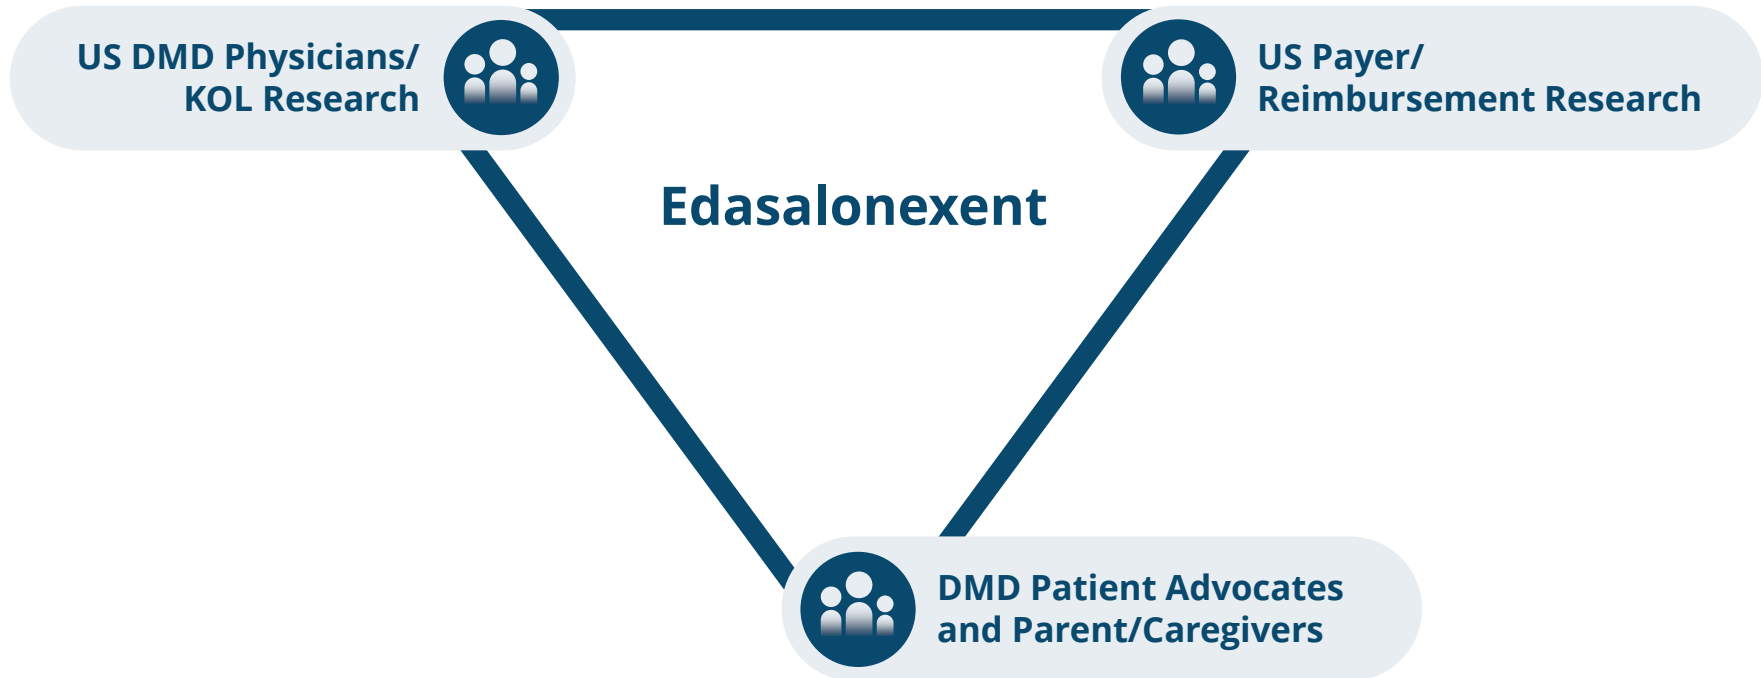 US DMD Physicians/
KOL Research
US Payer/
Reimbursement Research
Edasalonexent
DMD Patient Advocates
and Parent/Caregivers